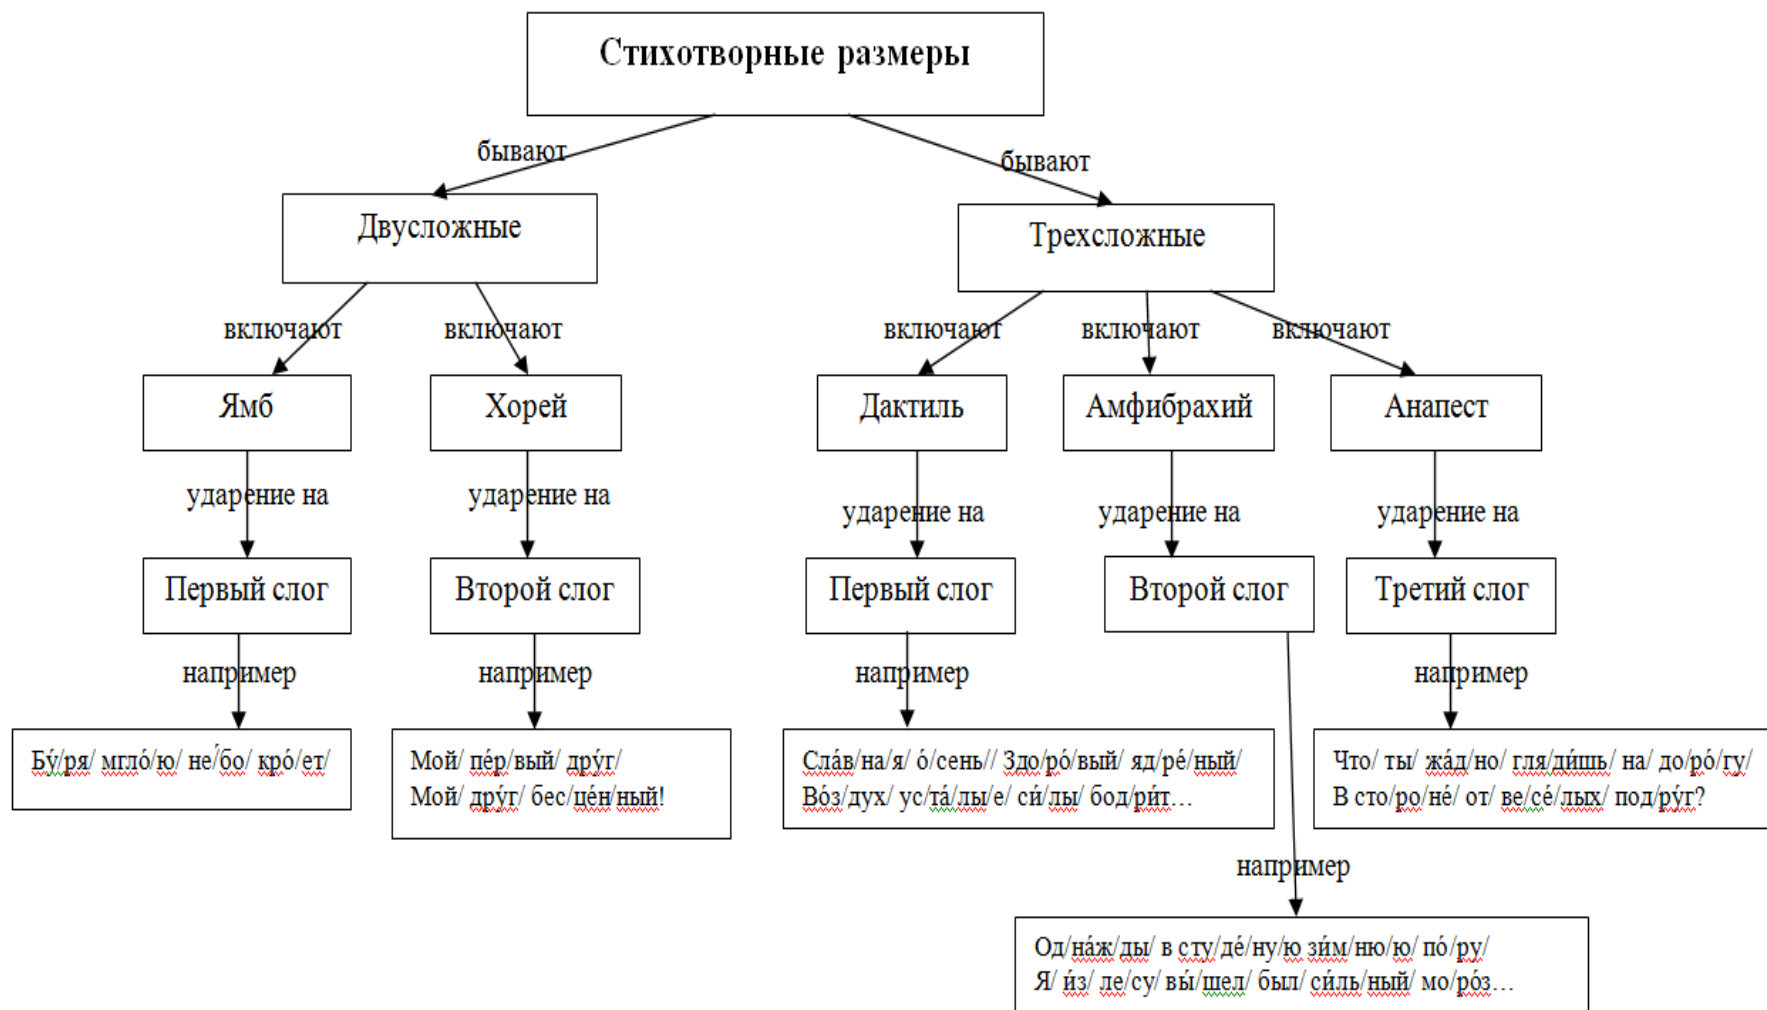 Стихотворные размеры
бывают
бывают
Двусложные
Трехсложные
включают
включают
включают
включают
включают
Ямб
Хорей
Дактиль
Амфибрахий
Анапест
ударение на
ударение на
ударение на
ударение на
ударение на
Первый слог
Второй слог
Первый слог
Второй слог
Третий слог
например
например
например
например
Бу́/ря/ мгло́/ю/ не́/бо/ кро́/ет/
Мой/ пе́р/вый/ дру́г/
Мой/ дру́г/ бес/це́н/ный!
Сла́в/на/я/ о́/сень// Здо/ро́/вый/ яд/ре́/ный/
Во́з/дух/ ус/та́/лы/е/ си́/лы/ бод/ри́т...
Что/ ты/ жа́д/но/ гля/ди́шь/ на/ до/ро́/гу/
В сто/ро/не́/ от/ ве/се́/лых/ под/ру́г?
например
Од/на́ж/ды/ в сту/де́/ну/ю зи́м/ню/ю/ по́/ру/
Я/ и́з/ ле/су/ вы́/шел/ был/ си́ль/ный/ мо/ро́з...